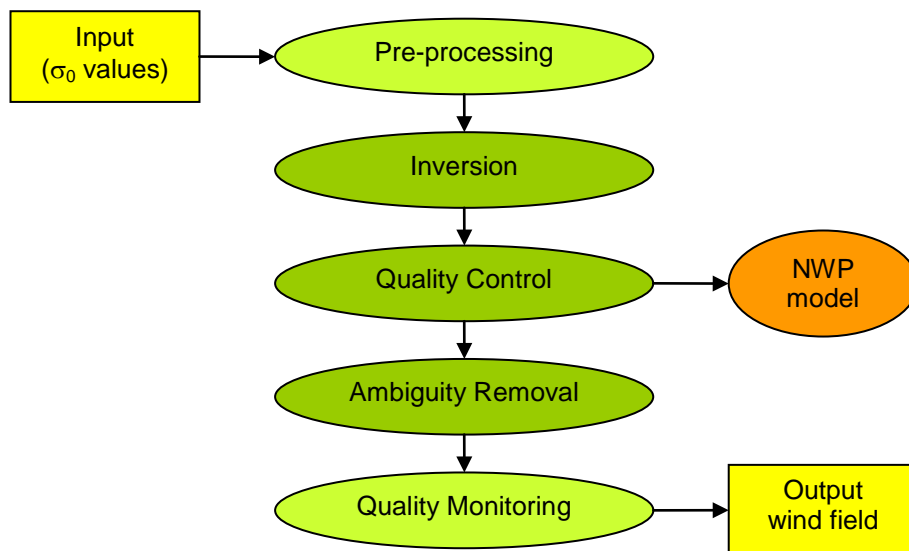 Input
(σ₀ values)
Pre-processing
Inversion
Quality Control
NWP
model
Ambiguity Removal
Quality Monitoring
Output
wind field